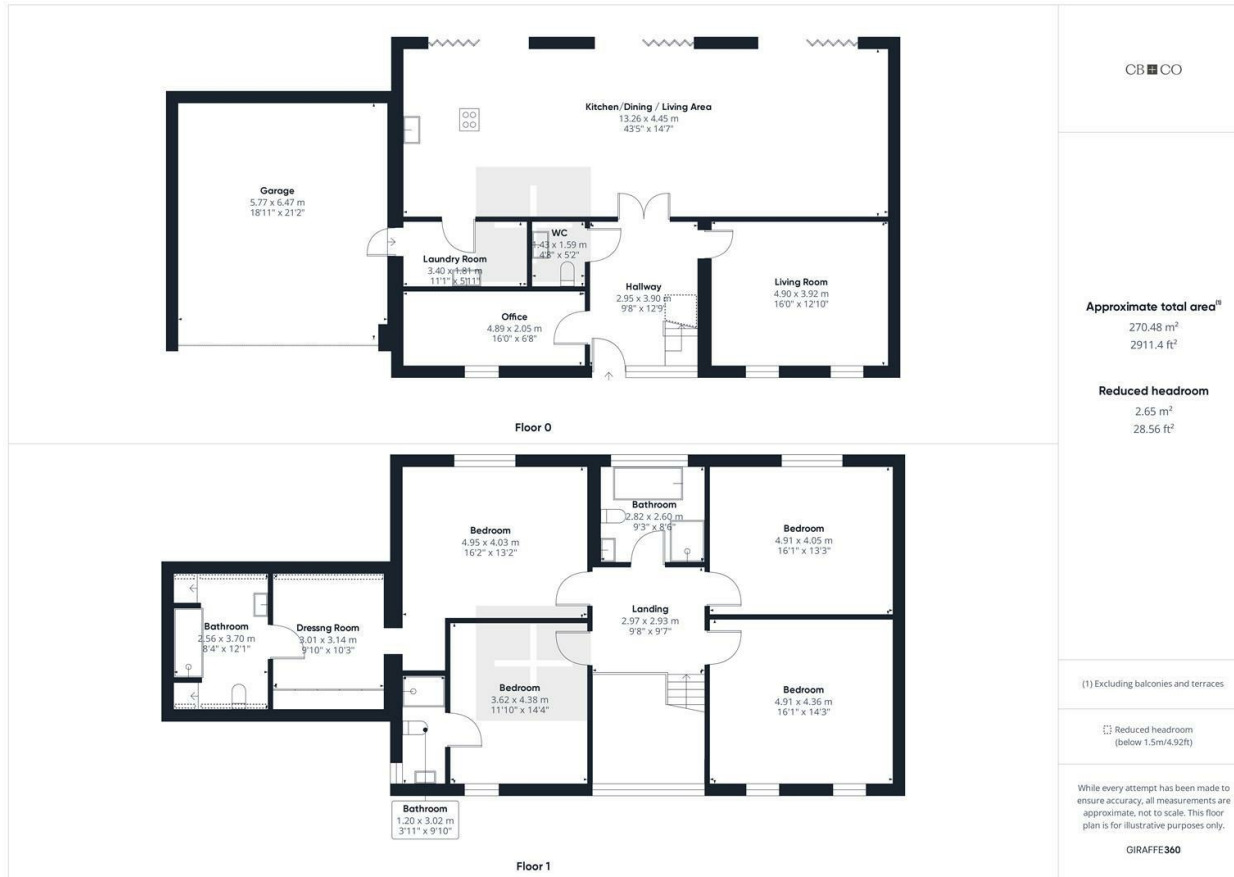 Kitchen/Dining / Living Area
13.26 x 4.45 m
43'5" x 14'7"
Garage
5.77 x 6.47 m
18'11" x 21'2"
WC
1.43 x 1.59 m
4'8" x 5'2"
Laundry Room
3.40 x 1.81 m
11'1" x 5'11"
Hallway
2.95 x 3.90 m
9'8" x 12'9"
Living Room
4.90 x 3.92 m
16'0" x 12'10"
Office
4.89 x 2.05 m
16'0" x 6'8"
Floor 0
Bathroom
2.82 x 2.60 m
9'3" x 8'6"
Bedroom
4.95 x 4.03 m
16'2" x 13'2"
Bedroom
4.91 x 4.05 m
16'1" x 13'3"
Landing
2.97 x 2.93 m
9'8" x 9'7"
Bathroom
2.56 x 3.70 m
8'4" x 12'1"
Dressng Room
3.01 x 3.14 m
9'10" x 10'3"
Bedroom
3.62 x 4.38 m
11'10" x 14'4"
Bedroom
4.91 x 4.36 m
16'1" x 14'3"
Bathroom
1.20 x 3.02 m
3'11" x 9'10"
Floor 1
CB CO
Approximate total area(1)
270.48 m²
2911.4 ft²
Reduced headroom
2.65 m²
28.56 ft²
(1) Excluding balconies and terraces
Reduced headroom
(below 1.5m/4.92ft)
While every attempt has been made to
ensure accuracy, all measurements are
approximate, not to scale. This floor
plan is for illustrative purposes only.
GIRAFFE360